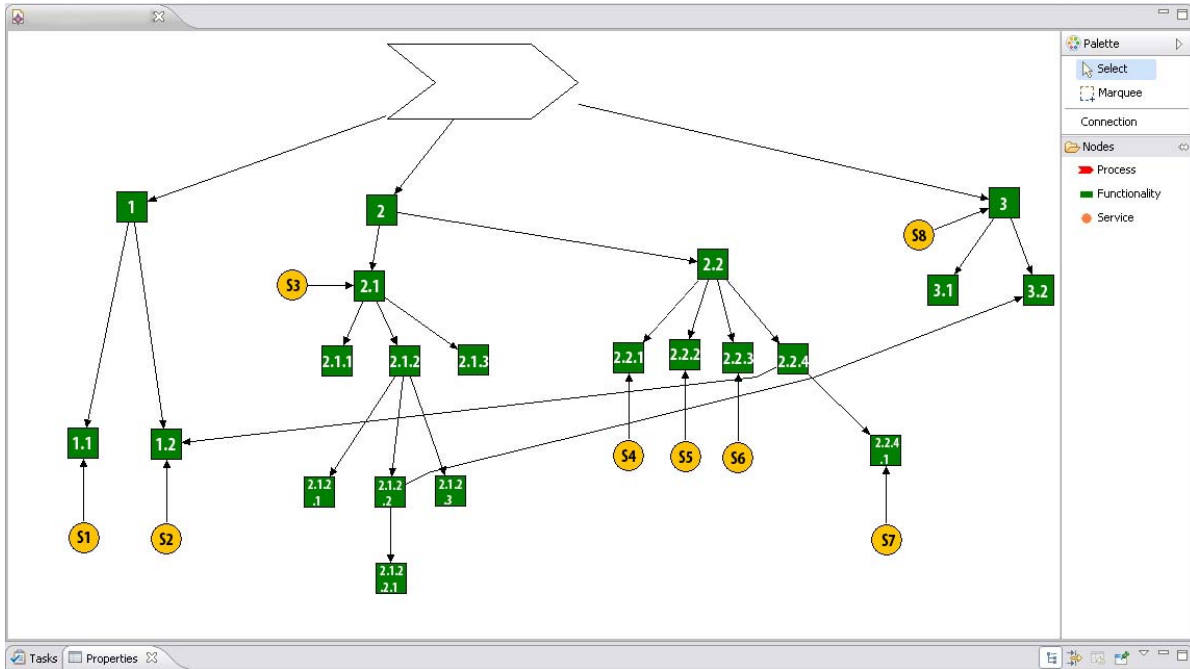 Palette
Select
Marquee
Connection
Nodes
Process
Functionality
Service
1
2
3
S8
2.2
S3
2.1
3.1
3.2
2.1.1
2.1.2
2.1.3
2.2.1
2.2.2
2.2.3
2.2.4
1.1
1.2
S4
S5
S6
2.2.4
.1
2.1.2
.1
2.1.2
.2
2.1.2
.3
S1
S2
S7
2.1.2
.2.1
Tasks
Properties